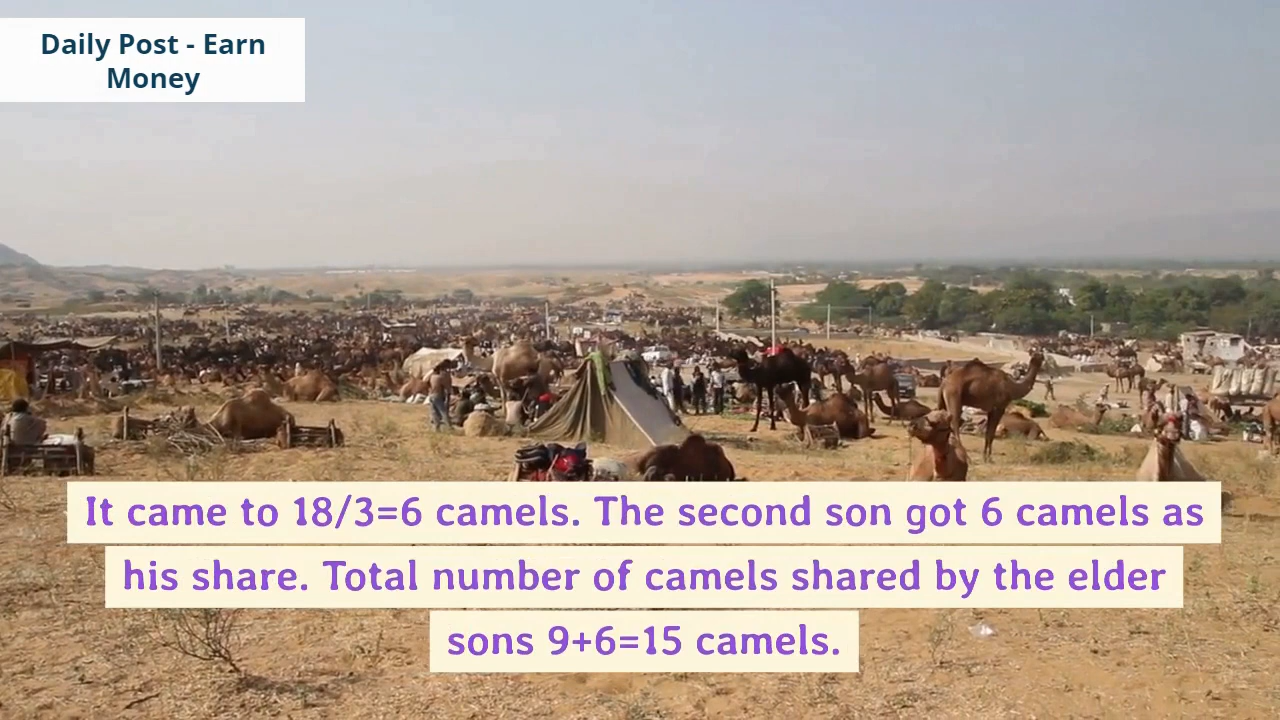 Daily Post - Earn
Money
It came to 18/3=6 camels. The second son got 6 camels as
his share. Total number of camels shared by the elder
sons 9+6=15 camels.